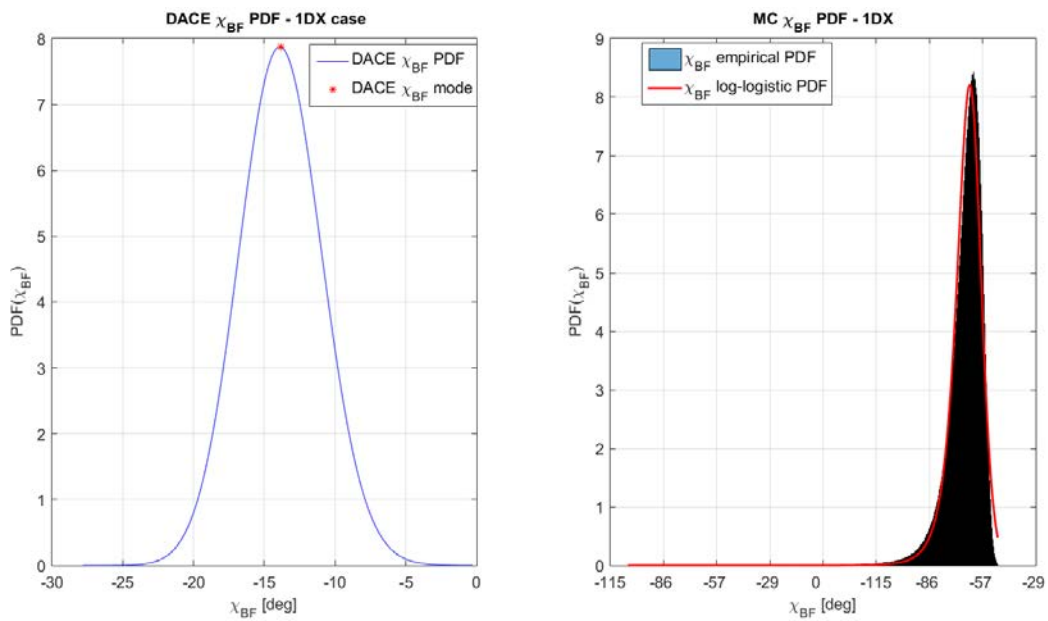 DACE χBF PDF - 1DX case
DACE χBF PDF
DACE χBF mode
8
7
6
5
4
3
2
1
0
PDF(χBF)
-30 -25 -20 -15 -10 -5 0
χBF [deg]
MC χBF PDF - 1DX
χBF empirical PDF
χBF log-logistic PDF
9
8
7
6
5
4
3
2
1
0
PDF(χBF)
-115 -86 -57 -29 0 -115 -86 -57 -29
χBF [deg]